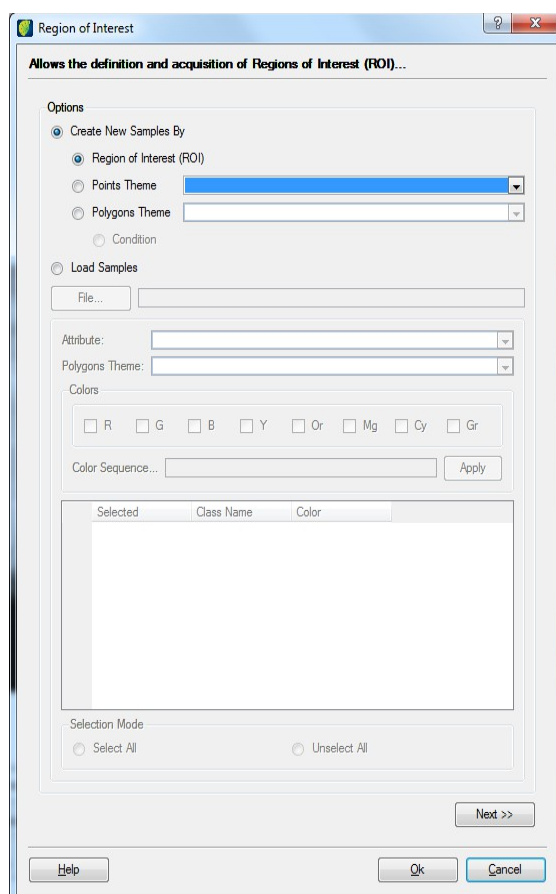 Region of Interest
Allows the definition and acquisition of Regions of Interest (ROI)...
Options
Create New Samples By
Region of Interest (ROI)
Points Theme
Polygons Theme
Condition
Load Samples
File...
Attribute:
Polygons Theme:
Colors
R G B Y Or Mg Cy Gr
Color Sequence... Apply
Selected Class Name Color
Selection Mode
Select All Unselect All
Next >>
Help Ok Cancel